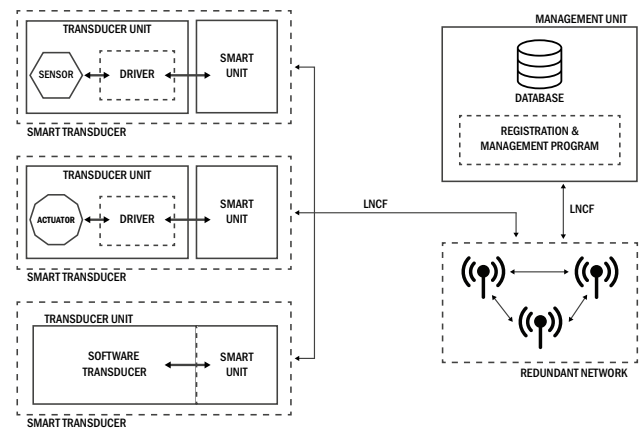 TRANSDUCER UNIT
SENSOR
DRIVER
SMART
UNIT
SMART TRANSDUCER
TRANSDUCER UNIT
ACTUATOR
DRIVER
SMART
UNIT
SMART TRANSDUCER
TRANSDUCER UNIT
SOFTWARE
TRANSDUCER
SMART
UNIT
SMART TRANSDUCER
LNCF
MANAGEMENT UNIT
DATABASE
REGISTRATION &
MANAGEMENT PROGRAM
LNCF
REDUNDANT NETWORK